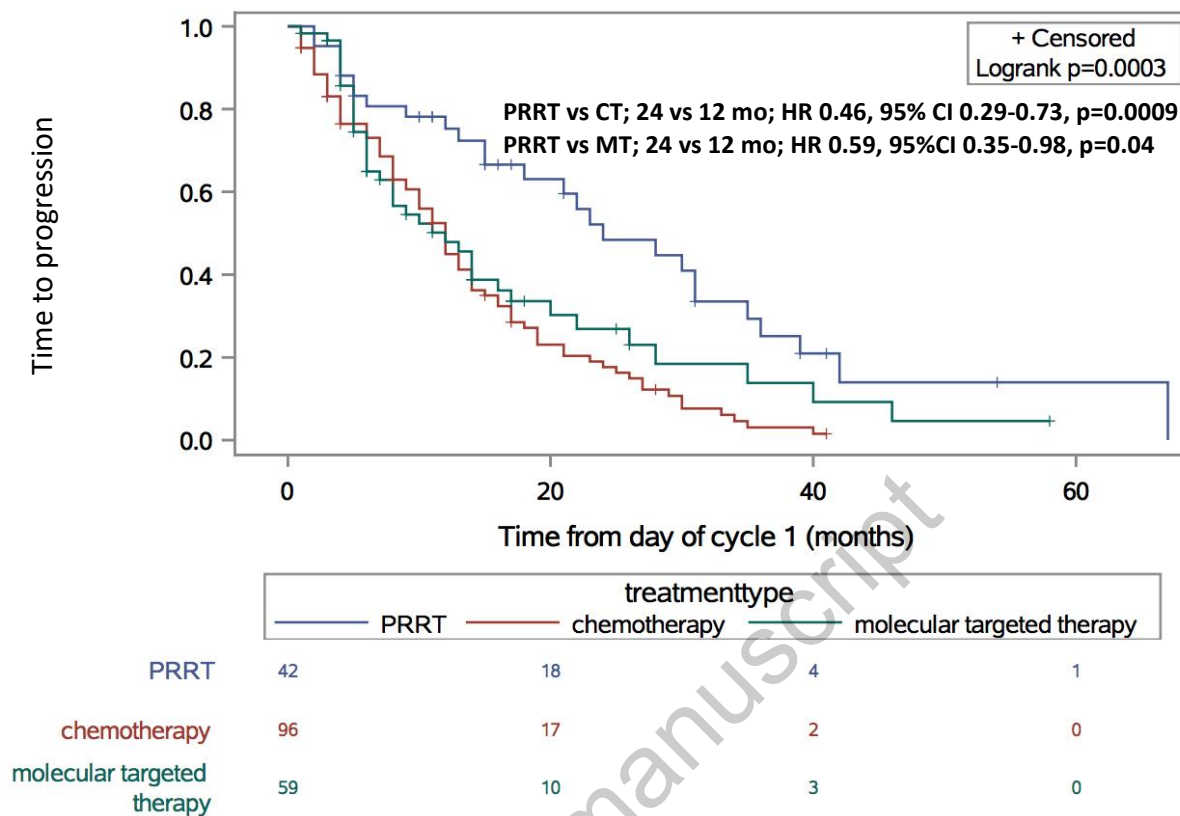 1.0
0.8
0.6
0.4
0.2
0.0
Time to progression
+ Censored
Logrank p=0.0003
PRRT vs CT; 24 vs 12 mo; HR 0.46, 95% CI 0.29-0.73, p=0.0009
PRRT vs MT; 24 vs 12 mo; HR 0.59, 95%CI 0.35-0.98, p=0.04
0 20 40 60
Time from day of cycle 1 (months)
treatmenttype
PRRT chemotherapy molecular targeted therapy
PRRT 42 18 4 1
chemotherapy 96 17 2 0
molecular targeted
therapy 59 10 3 0
manuscript